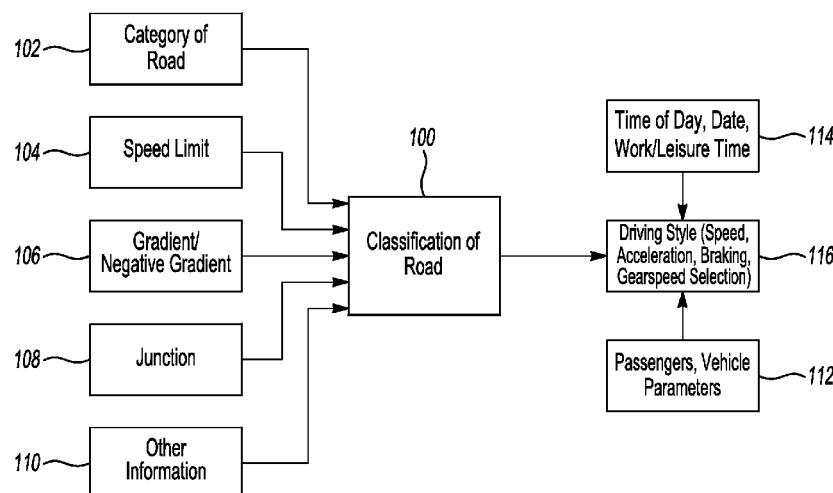 102
Category of
Road
104
Speed Limit
106
Gradient/
Negative Gradient
108
Junction
110
Other
Information
100
Classification of
Road
Time of Day, Date,
Work/Leisure Time
114
Driving Style (Speed,
Acceleration, Braking,
Gearspeed Selection)
116
Passengers, Vehicle
Parameters
112